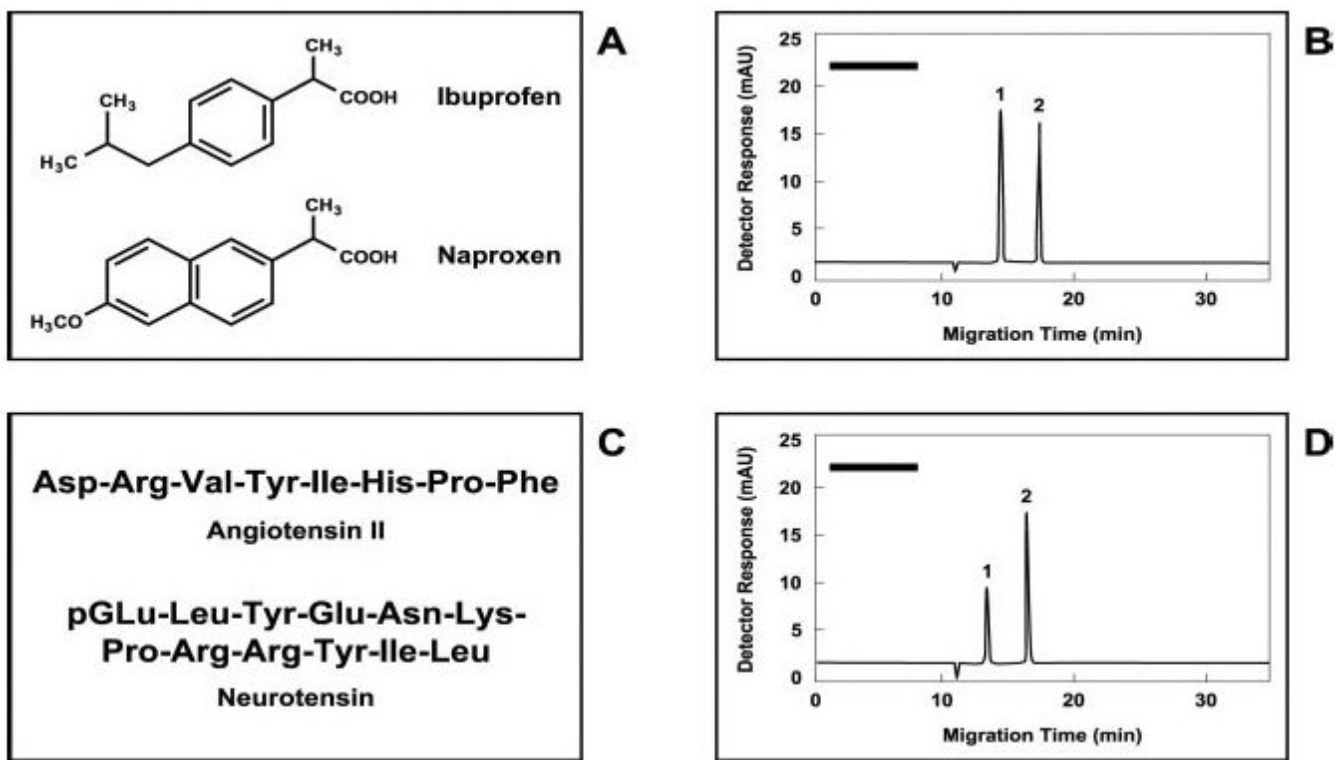 A
CH3
CH3
COOH
Ibuprofen
H3C
CH3
COOH
Naproxen
H3CO
B
25
20
15
10
5
0
Detector Response (mAU)
1
2
0
10
20
30
Migration Time (min)
C
Asp-Arg-Val-Tyr-Ile-His-Pro-Phe
Angiotensin II
pGLu-Leu-Tyr-Glu-Asn-Lys-
Pro-Arg-Arg-Tyr-Ile-Leu
Neurotensin
D
25
20
15
10
5
0
Detector Response (mAU)
1
2
0
10
20
30
Migration Time (min)